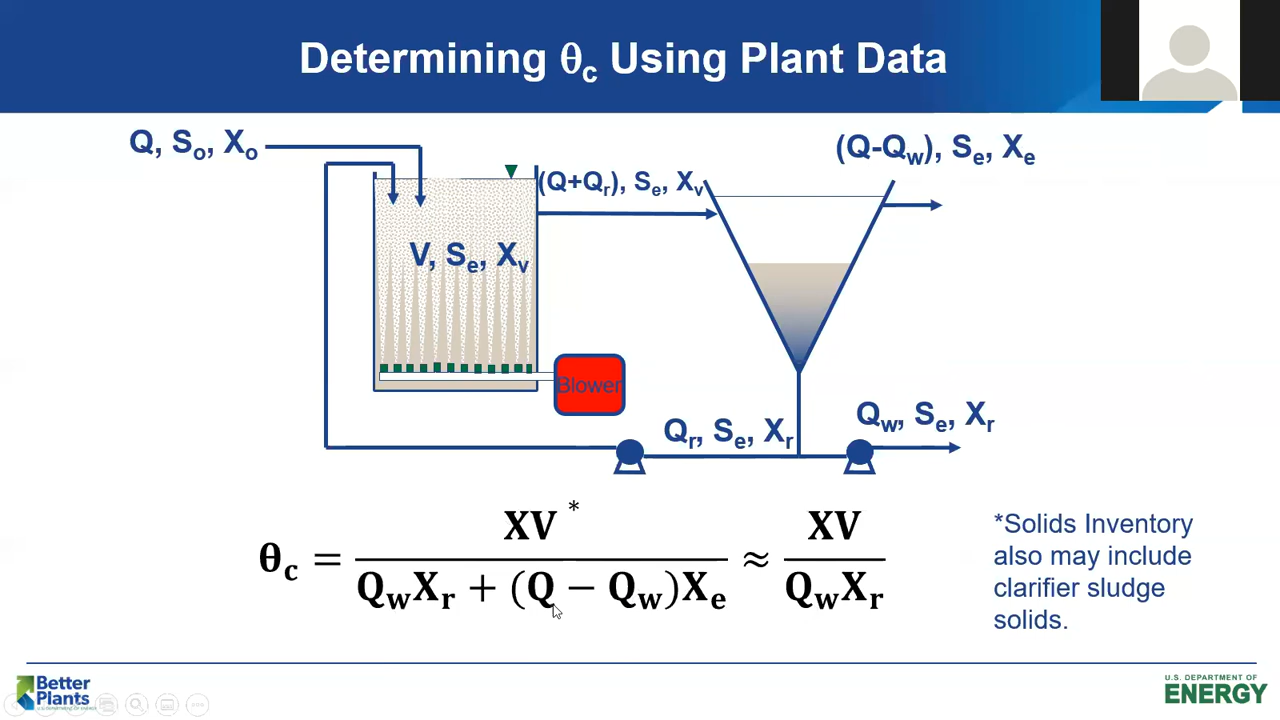 Determining θc Using Plant Data
Q, So, Xo
(Q+Qr), Se, Xv
(Q-Qw), Se, Xe
V, Se, Xv
Blower
Qr, Se, Xr
Qw, Se, Xr
θc = XV* / QwXr + (Q − Qw)Xe ≈ XV / QwXr
*Solids Inventory
also may include
clarifier sludge
solids.
Better
Plants
U.S. DEPARTMENT OF
ENERGY